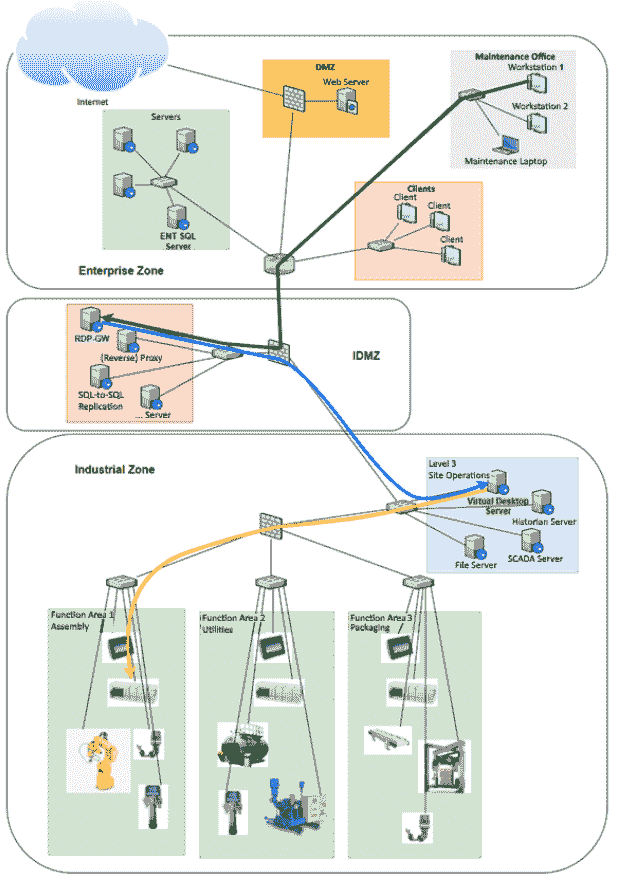 Internet
DMZ
Web Server
Maintenance Office
Workstation 1
Workstation 2
Maintenance Laptop
Servers
ENT SQL
Server
Clients
Client
Client
Client
Enterprise Zone
RDP-GW
(Reverse) Proxy
SQL-to-SQL
Replication
... Server
IDMZ
Industrial Zone
Level 3
Site Operations
Virtual Desktop
Server
Historian Server
SCADA Server
File Server
Function Area 1
Assembly
Function Area 2
Utilities
Function Area 3
Packaging